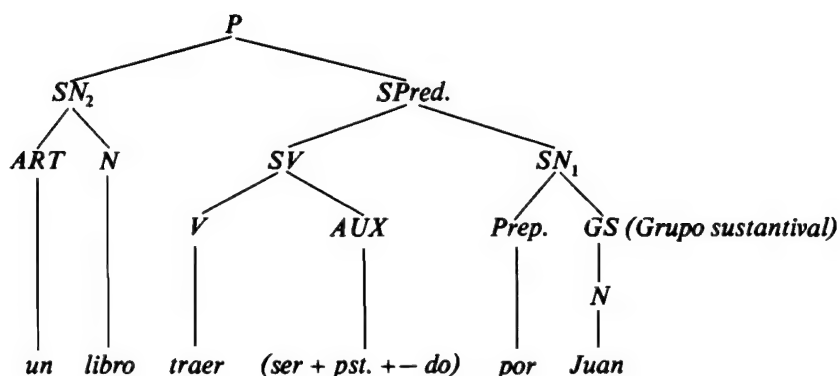 P
SN₂ SPred.
ART N SV SN₁
V AUX Prep. GS (Grupo sustantival)
N
un libro traer (ser + pst. +– do) por Juan